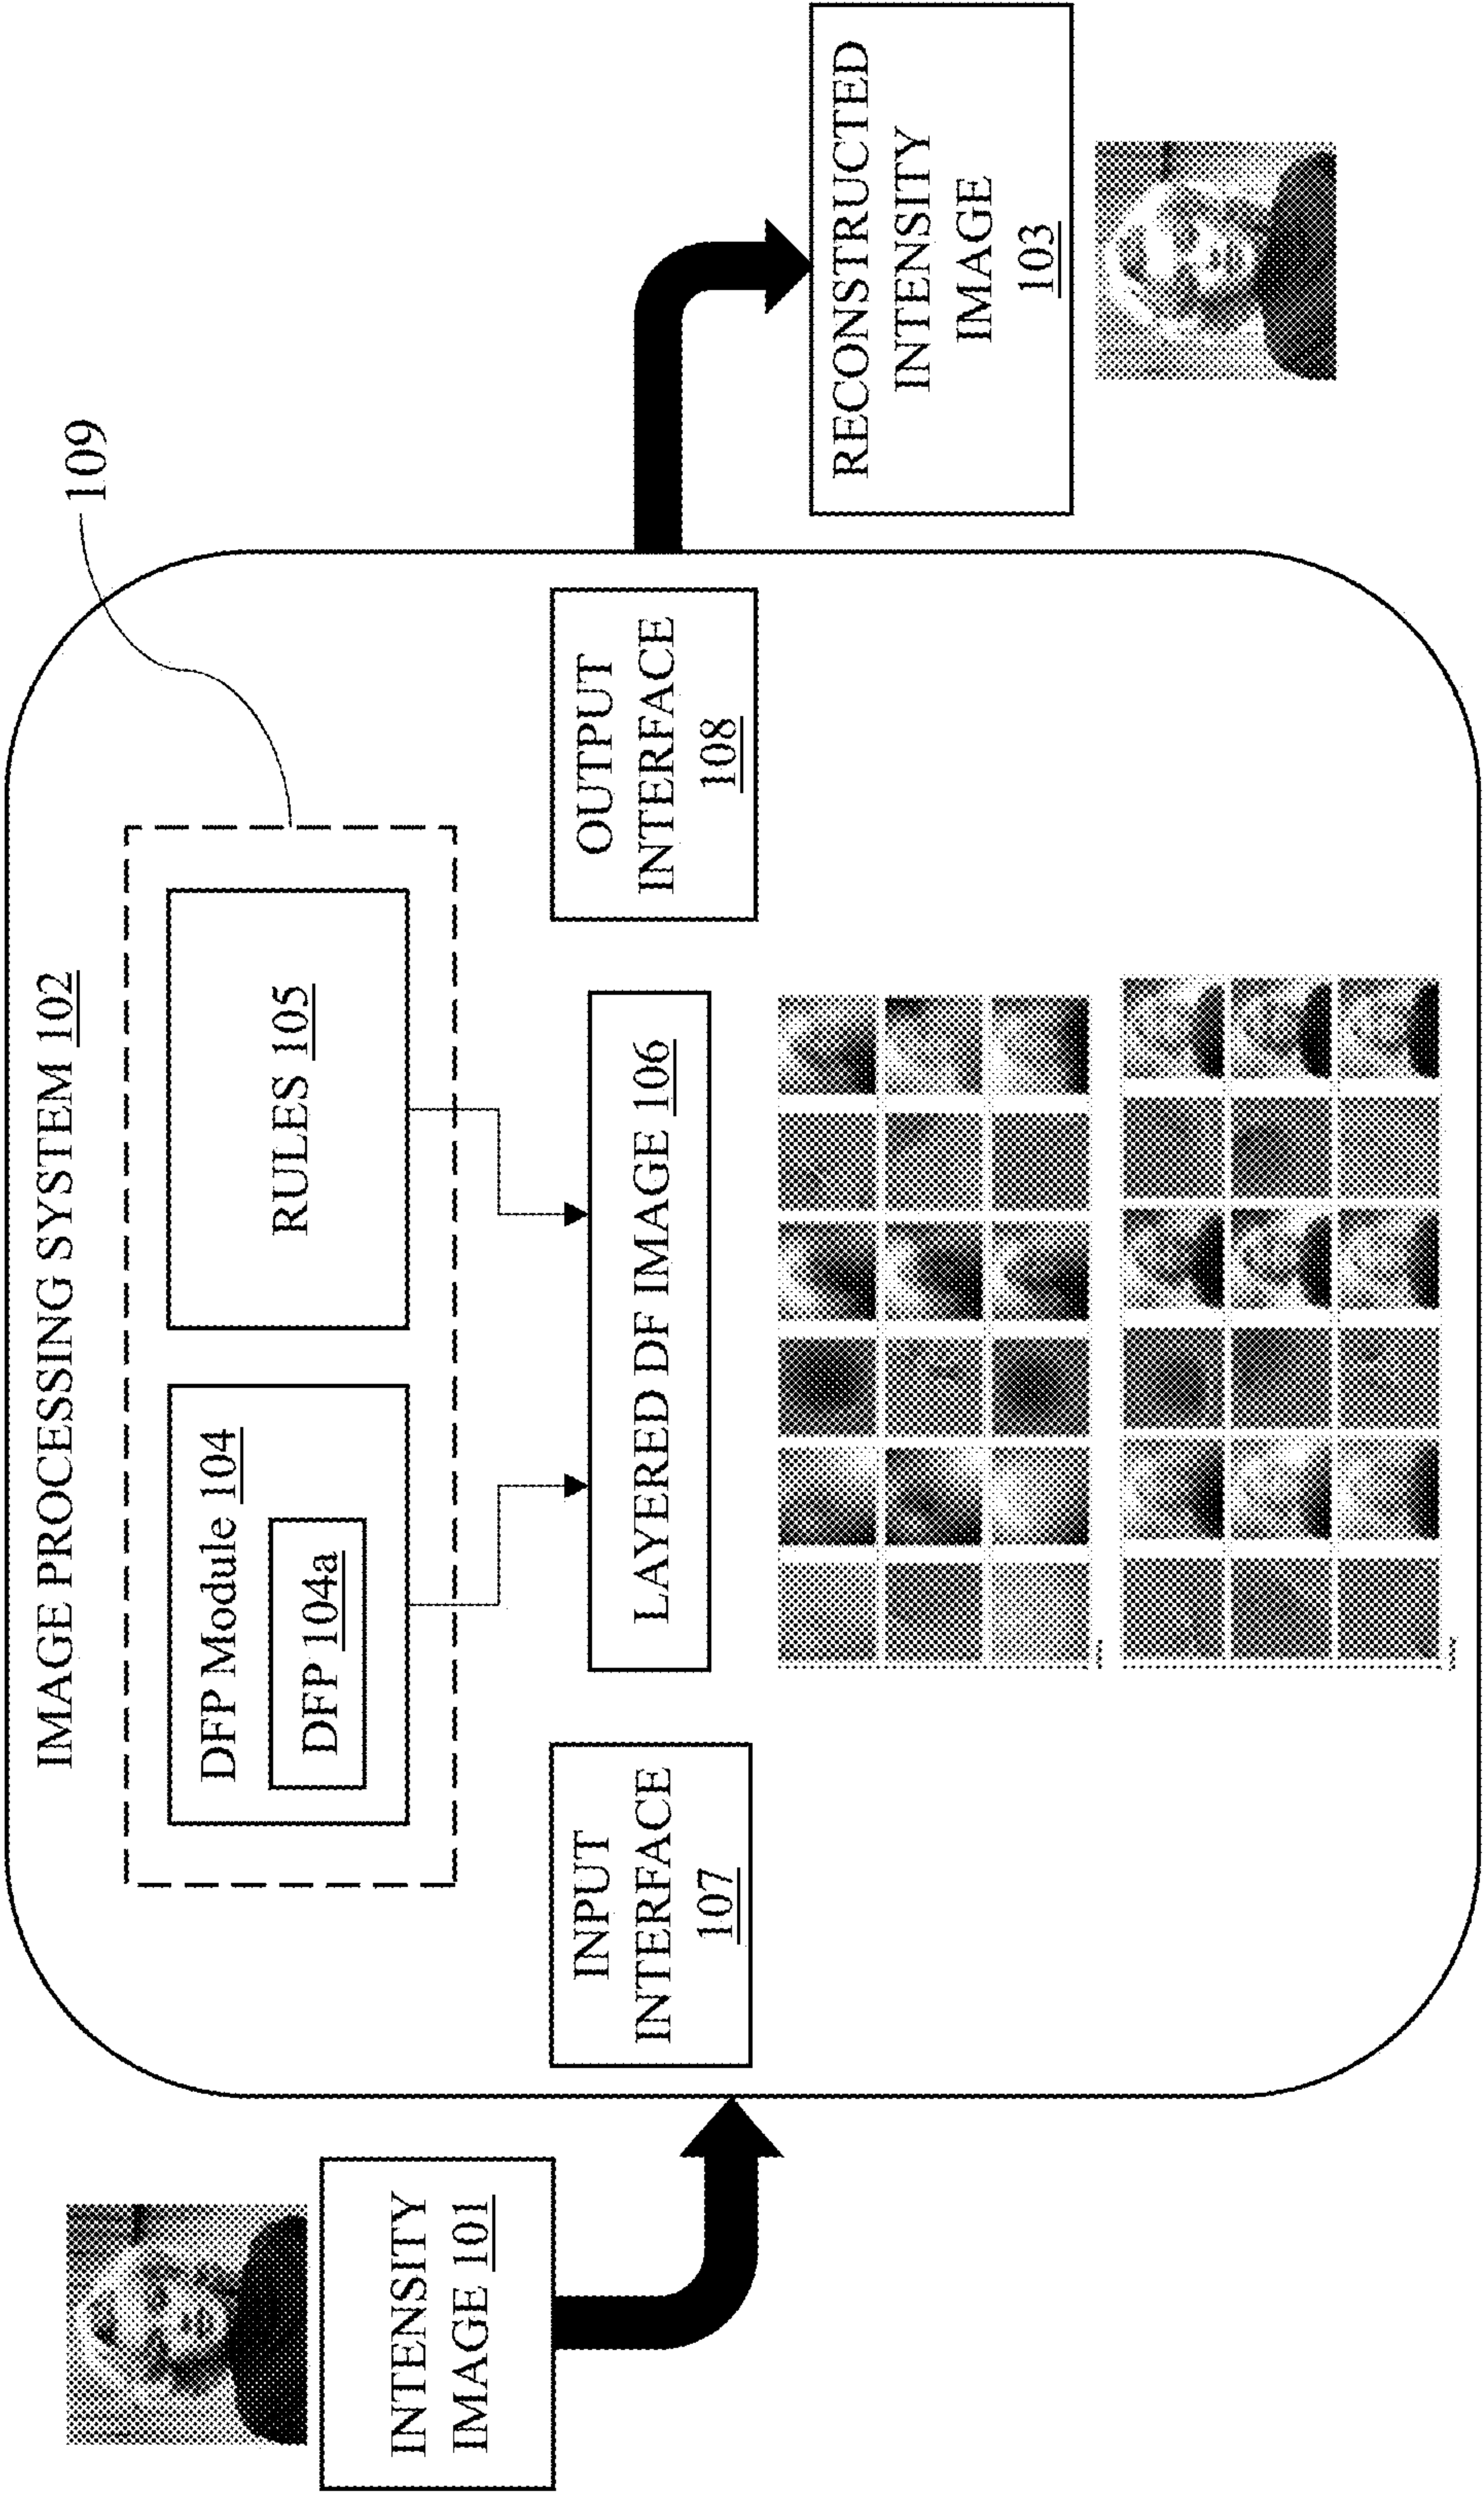 109
IMAGE PROCESSING SYSTEM 102
DFP Module 104
DFP 104a
RULES 105
INTENSITY
IMAGE 101
INPUT
INTERFACE
107
LAYERED DF IMAGE 106
OUTPUT
INTERFACE
108
RECONSTRUCTED
INTENSITY
IMAGE
103